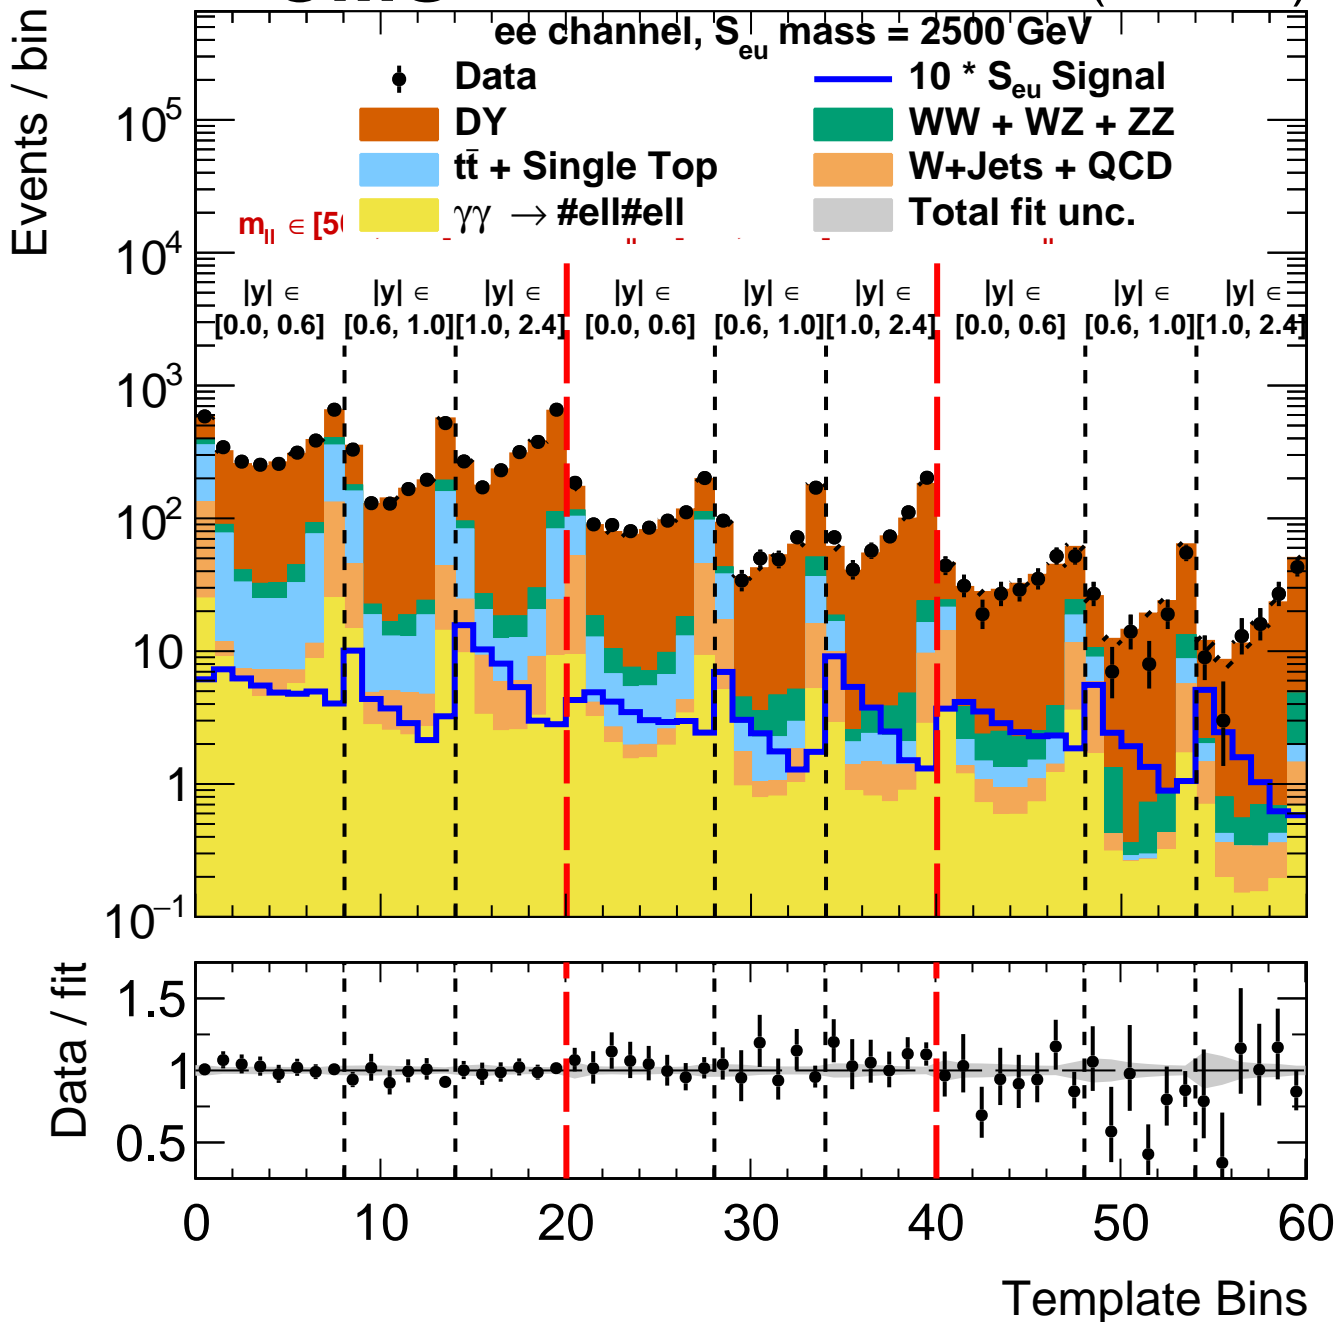 Events / bin
ee channel, S_eu mass = 2500 GeV
Data
10 * S_eu Signal
DY
WW + WZ + ZZ
tt̄ + Single Top
W+Jets + QCD
γγ → #ell#ell
Total fit unc.
m_ll ∈ [5
|y| ∈ |y| ∈ |y| ∈ |y| ∈ |y| ∈ |y| ∈ |y| ∈ |y| ∈ |y| ∈
[0.0, 0.6] [0.6, 1.0] [1.0, 2.4] [0.0, 0.6] [0.6, 1.0] [1.0, 2.4] [0.0, 0.6] [0.6, 1.0] [1.0, 2.4]
10^5
10^4
10^3
10^2
10
1
10^−1
Data / fit
1.5
1
0.5
0 10 20 30 40 50 60
Template Bins